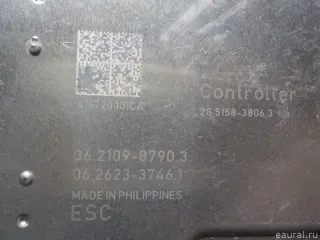 Controller
28.5158-3806.3
06.2109-8790.3
06.2623-3746.1
MADE IN PHILIPPINES
ESC
eaural.ru